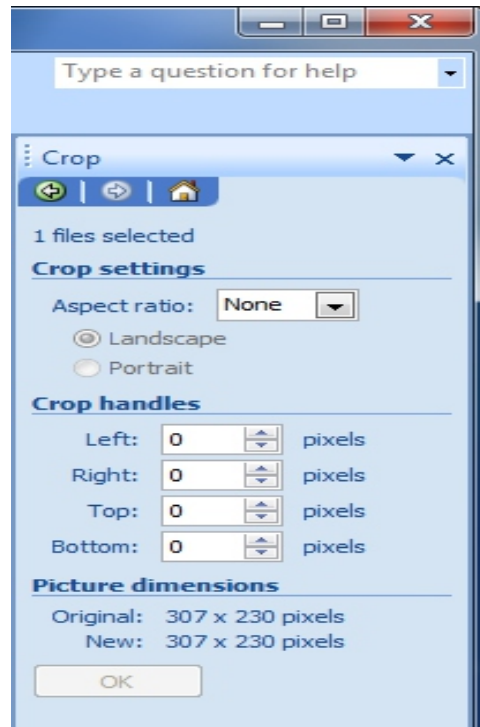 Type a question for help
Crop
1 files selected
Crop settings
Aspect ratio: None
Landscape
Portrait
Crop handles
Left: 0 pixels
Right: 0 pixels
Top: 0 pixels
Bottom: 0 pixels
Picture dimensions
Original: 307 x 230 pixels
New: 307 x 230 pixels
OK